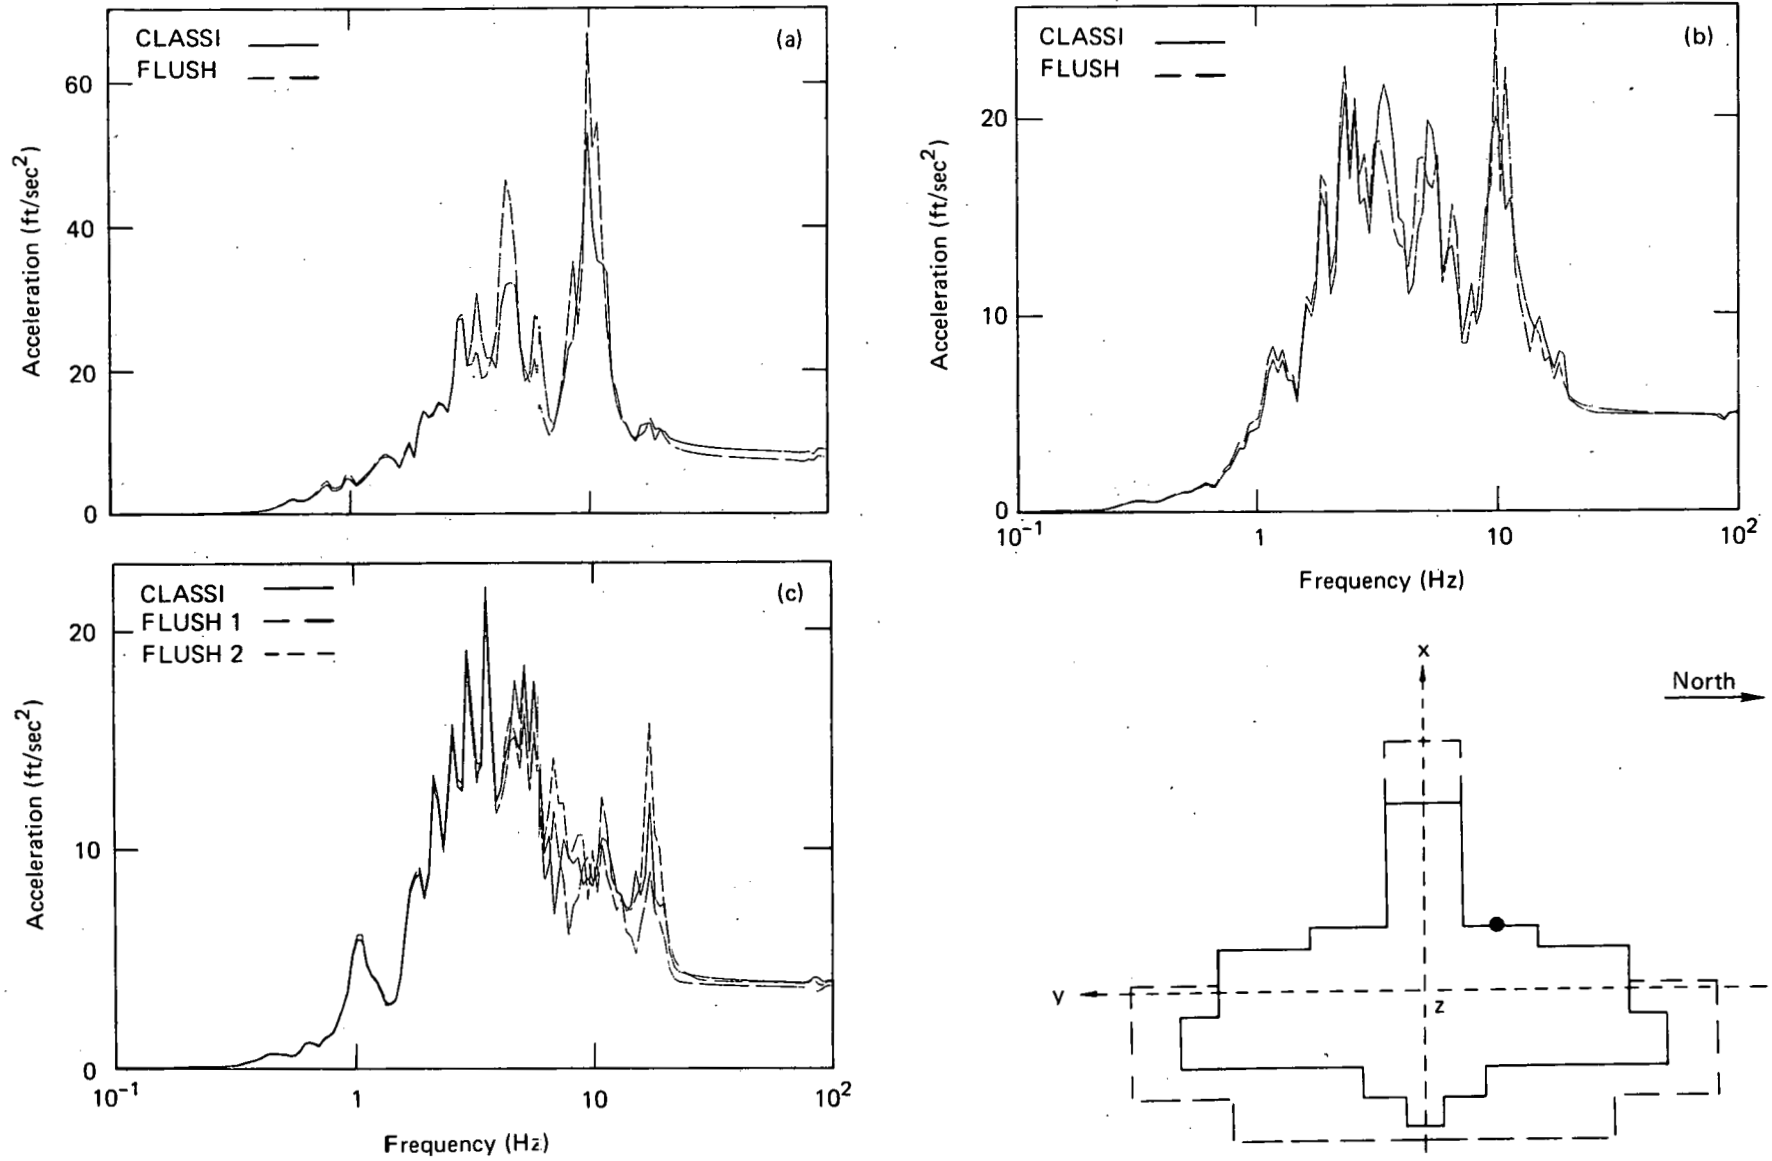 CLASSI
FLUSH
(a)
60
40
20
0
Acceleration (ft/sec²)
CLASSI
FLUSH
(b)
20
10
0
Acceleration (ft/sec²)
10⁻¹
1
10
10²
Frequency (Hz)
CLASSI
FLUSH 1
FLUSH 2
(c)
20
10
0
Acceleration (ft/sec²)
10⁻¹
1
10
10²
Frequency (Hz)
x
North
y
z